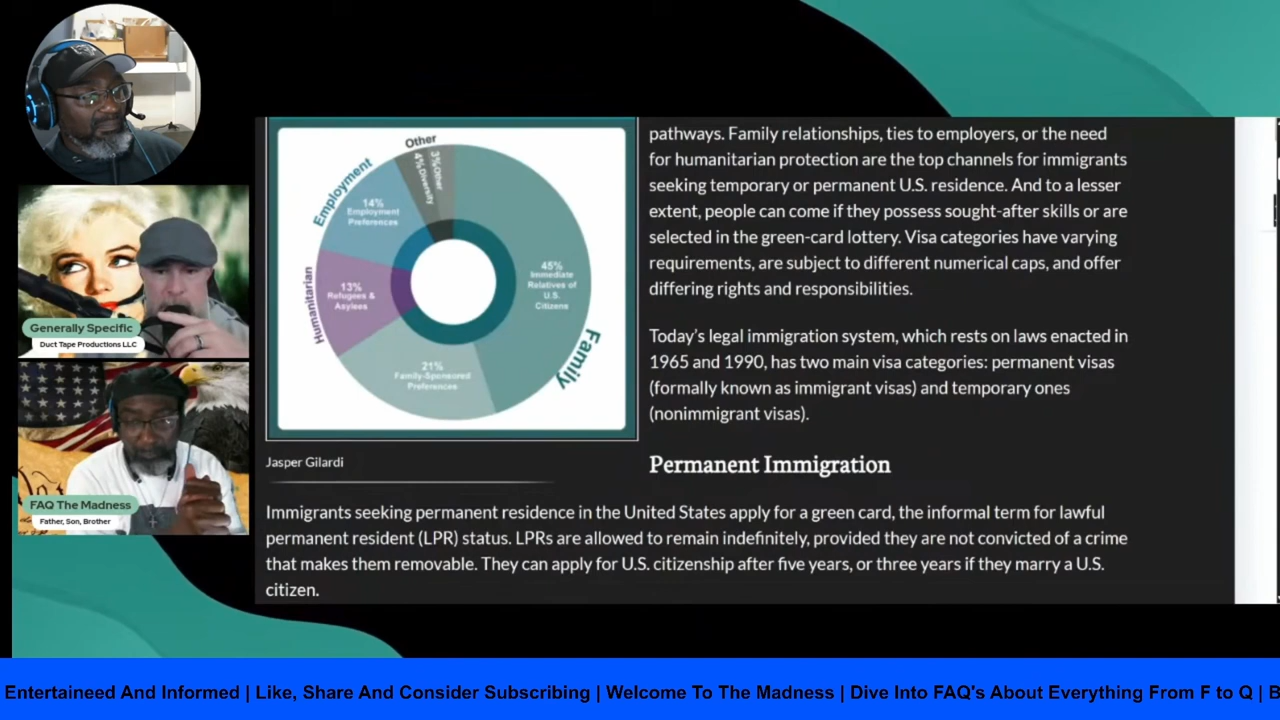 Generally Specific
Duct Tape Productions LLC
FAQ The Madness
Father, Son, Brother
Other
4% Diversity
3% Other
Employment
14%
Employment
Preferences
Humanitarian
13%
Refugees &
Asylees
21%
Family-Sponsored
Preferences
45%
Immediate
Relatives of
U.S.
Citizens
Family
Jasper Gilardi
pathways. Family relationships, ties to employers, or the need
for humanitarian protection are the top channels for immigrants
seeking temporary or permanent U.S. residence. And to a lesser
extent, people can come if they possess sought-after skills or are
selected in the green-card lottery. Visa categories have varying
requirements, are subject to different numerical caps, and offer
differing rights and responsibilities.
Today's legal immigration system, which rests on laws enacted in
1965 and 1990, has two main visa categories: permanent visas
(formally known as immigrant visas) and temporary ones
(nonimmigrant visas).
Permanent Immigration
Immigrants seeking permanent residence in the United States apply for a green card, the informal term for lawful
permanent resident (LPR) status. LPRs are allowed to remain indefinitely, provided they are not convicted of a crime
that makes them removable. They can apply for U.S. citizenship after five years, or three years if they marry a U.S.
citizen.
Entertaineed And Informed | Like, Share And Consider Subscribing | Welcome To The Madness | Dive Into FAQ's About Everything From F to Q | B